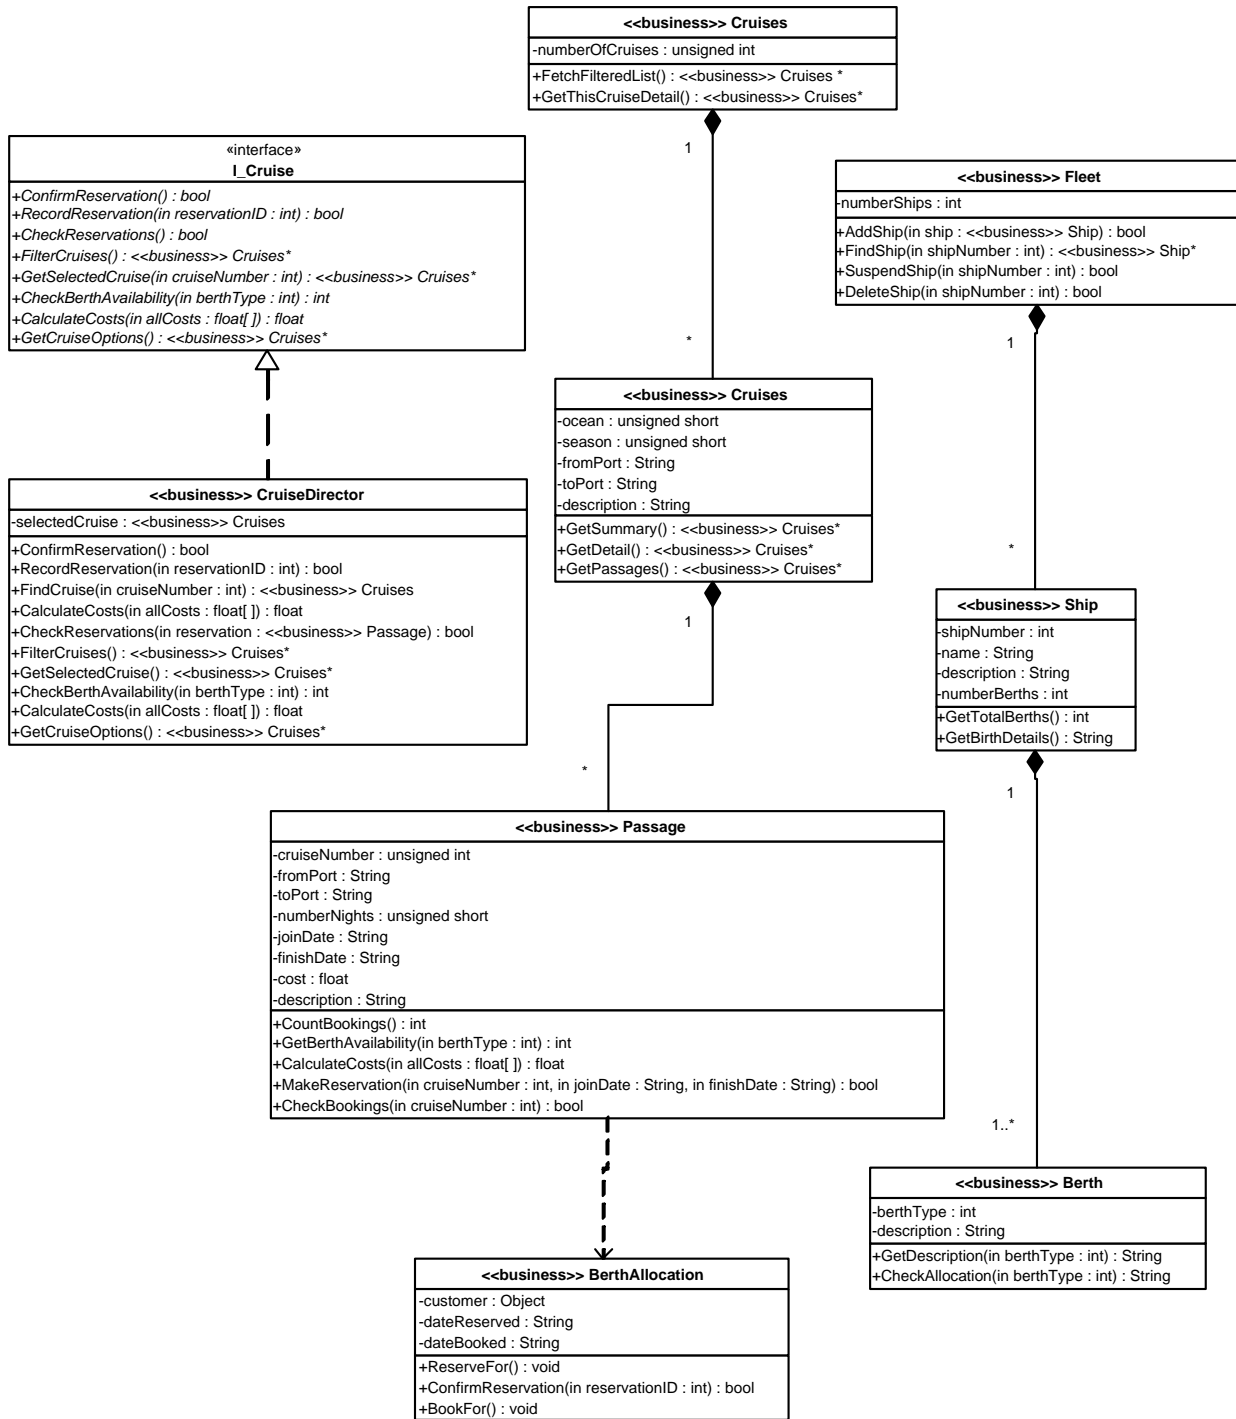 <<business>> Cruises
-numberOfCruises : unsigned int
+FetchFilteredList() : <<business>> Cruises *
+GetThisCruiseDetail() : <<business>> Cruises*
1
*
«interface»
I_Cruise
+ConfirmReservation() : bool
+RecordReservation(in reservationID : int) : bool
+CheckReservations() : bool
+FilterCruises() : <<business>> Cruises*
+GetSelectedCruise(in cruiseNumber : int) : <<business>> Cruises*
+CheckBerthAvailability(in berthType : int) : int
+CalculateCosts(in allCosts : float[ ]) : float
+GetCruiseOptions() : <<business>> Cruises*
<<business>> Fleet
-numberShips : int
+AddShip(in ship : <<business>> Ship) : bool
+FindShip(in shipNumber : int) : <<business>> Ship*
+SuspendShip(in shipNumber : int) : bool
+DeleteShip(in shipNumber : int) : bool
1
*
<<business>> Cruises
-ocean : unsigned short
-season : unsigned short
-fromPort : String
-toPort : String
-description : String
+GetSummary() : <<business>> Cruises*
+GetDetail() : <<business>> Cruises*
+GetPassages() : <<business>> Cruises*
1
*
<<business>> CruiseDirector
-selectedCruise : <<business>> Cruises
+ConfirmReservation() : bool
+RecordReservation(in reservationID : int) : bool
+FindCruise(in cruiseNumber : int) : <<business>> Cruises
+CalculateCosts(in allCosts : float[ ]) : float
+CheckReservations(in reservation : <<business>> Passage) : bool
+FilterCruises() : <<business>> Cruises*
+GetSelectedCruise() : <<business>> Cruises*
+CheckBerthAvailability(in berthType : int) : int
+CalculateCosts(in allCosts : float[ ]) : float
+GetCruiseOptions() : <<business>> Cruises*
<<business>> Ship
-shipNumber : int
-name : String
-description : String
-numberBerths : int
+GetTotalBerths() : int
+GetBirthDetails() : String
1
1..*
<<business>> Passage
-cruiseNumber : unsigned int
-fromPort : String
-toPort : String
-numberNights : unsigned short
-joinDate : String
-finishDate : String
-cost : float
-description : String
+CountBookings() : int
+GetBerthAvailability(in berthType : int) : int
+CalculateCosts(in allCosts : float[ ]) : float
+MakeReservation(in cruiseNumber : int, in joinDate : String, in finishDate : String) : bool
+CheckBookings(in cruiseNumber : int) : bool
<<business>> Berth
-berthType : int
-description : String
+GetDescription(in berthType : int) : String
+CheckAllocation(in berthType : int) : String
<<business>> BerthAllocation
-customer : Object
-dateReserved : String
-dateBooked : String
+ReserveFor() : void
+ConfirmReservation(in reservationID : int) : bool
+BookFor() : void